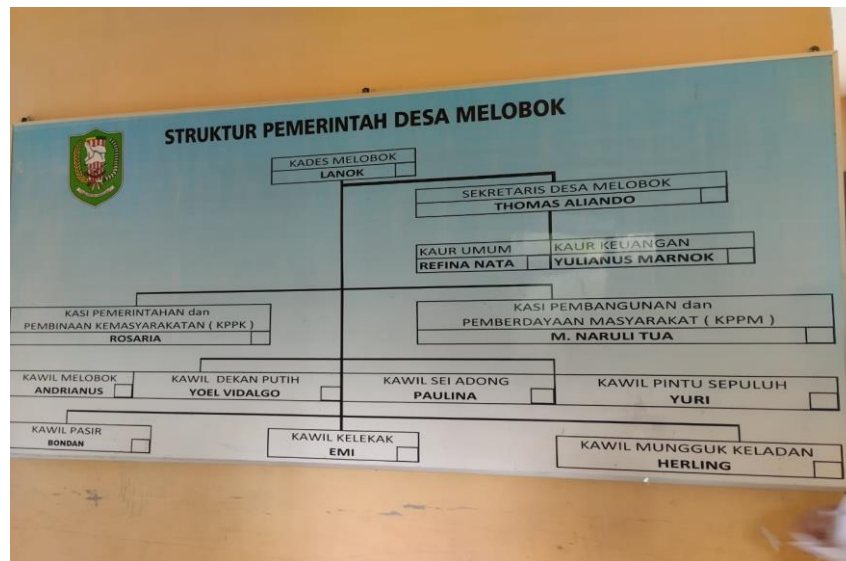 STRUKTUR PEMERINTAH DESA MELOBOK
KADES MELOBOK
LANOK
SEKRETARIS DESA MELOBOK
THOMAS ALIANDO
KAUR UMUM
REFINA NATA
KAUR KEUANGAN
YULIANUS MARNOK
KASI PEMERINTAHAN dan
PEMBINAAN KEMASYARAKATAN ( KPPK )
ROSARIA
KASI PEMBANGUNAN dan
PEMBERDAYAAN MASYARAKAT ( KPPM )
M. NARULI TUA
KAWIL MELOBOK
ANDRIANUS
KAWIL DEKAN PUTIH
YOEL VIDALGO
KAWIL SEI ADONG
PAULINA
KAWIL PINTU SEPULUH
YURI
KAWIL PASIR
BONDAN
KAWIL KELEKAK
EMI
KAWIL MUNGGUK KELADAN
HERLING